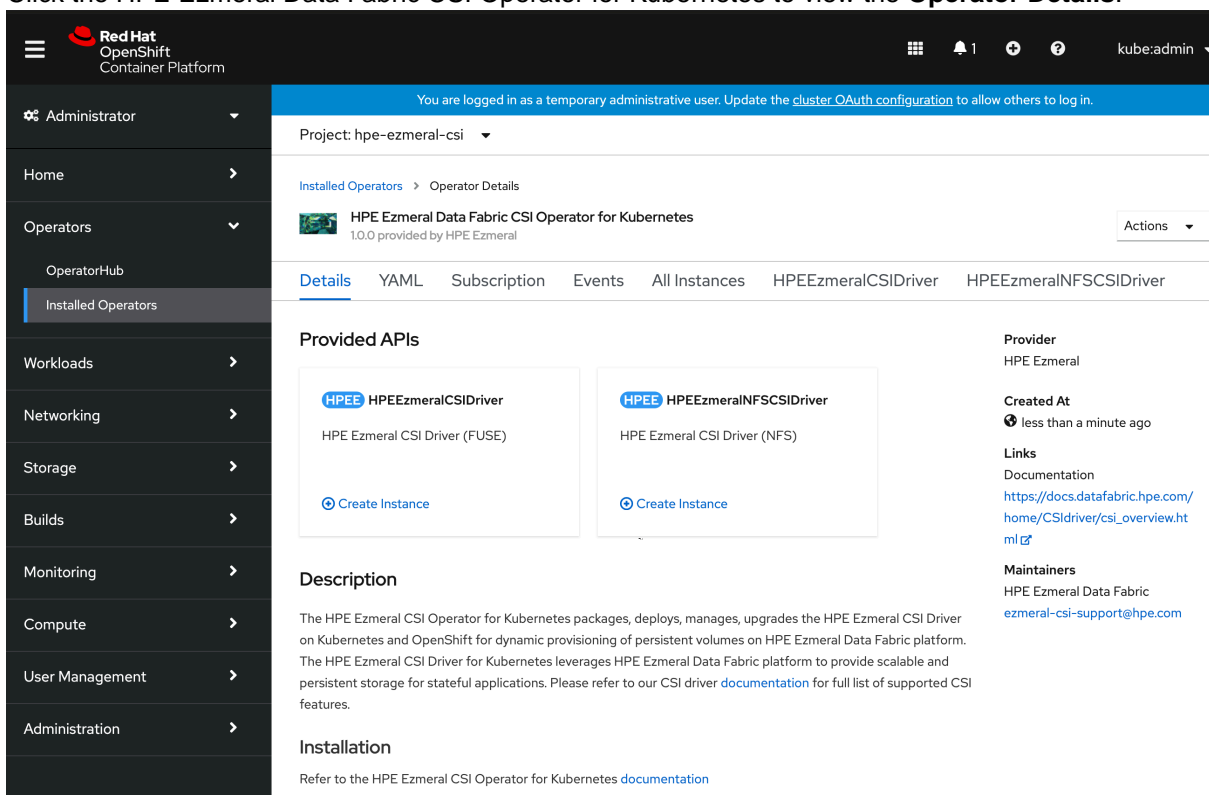 Click the HPE Ezmeral Data Fabric CSI Operator for Kubernetes to view the Operator Details.
Red Hat
OpenShift
Container Platform
1
kube:admin
Administrator
You are logged in as a temporary administrative user. Update the cluster OAuth configuration to allow others to log in.
Project: hpe-ezmeral-csi
Home
Operators
OperatorHub
Installed Operators
Workloads
Networking
Storage
Builds
Monitoring
Compute
User Management
Administration
Installed Operators > Operator Details
HPE Ezmeral Data Fabric CSI Operator for Kubernetes
1.0.0 provided by HPE Ezmeral
Actions
Details YAML Subscription Events All Instances HPEEzmeralCSIDriver HPEEzmeralNFSCSIDriver
Provided APIs
HPEE HPEEzmeralCSIDriver
HPE Ezmeral CSI Driver (FUSE)
Create Instance
HPEE HPEEzmeralNFSCSIDriver
HPE Ezmeral CSI Driver (NFS)
Create Instance
Description
The HPE Ezmeral CSI Operator for Kubernetes packages, deploys, manages, upgrades the HPE Ezmeral CSI Driver
on Kubernetes and OpenShift for dynamic provisioning of persistent volumes on HPE Ezmeral Data Fabric platform.
The HPE Ezmeral CSI Driver for Kubernetes leverages HPE Ezmeral Data Fabric platform to provide scalable and
persistent storage for stateful applications. Please refer to our CSI driver documentation for full list of supported CSI
features.
Installation
Refer to the HPE Ezmeral CSI Operator for Kubernetes documentation
Provider
HPE Ezmeral
Created At
less than a minute ago
Links
Documentation
https://docs.datafabric.hpe.com/
home/CSIdriver/csi_overview.ht
ml
Maintainers
HPE Ezmeral Data Fabric
ezmeral-csi-support@hpe.com